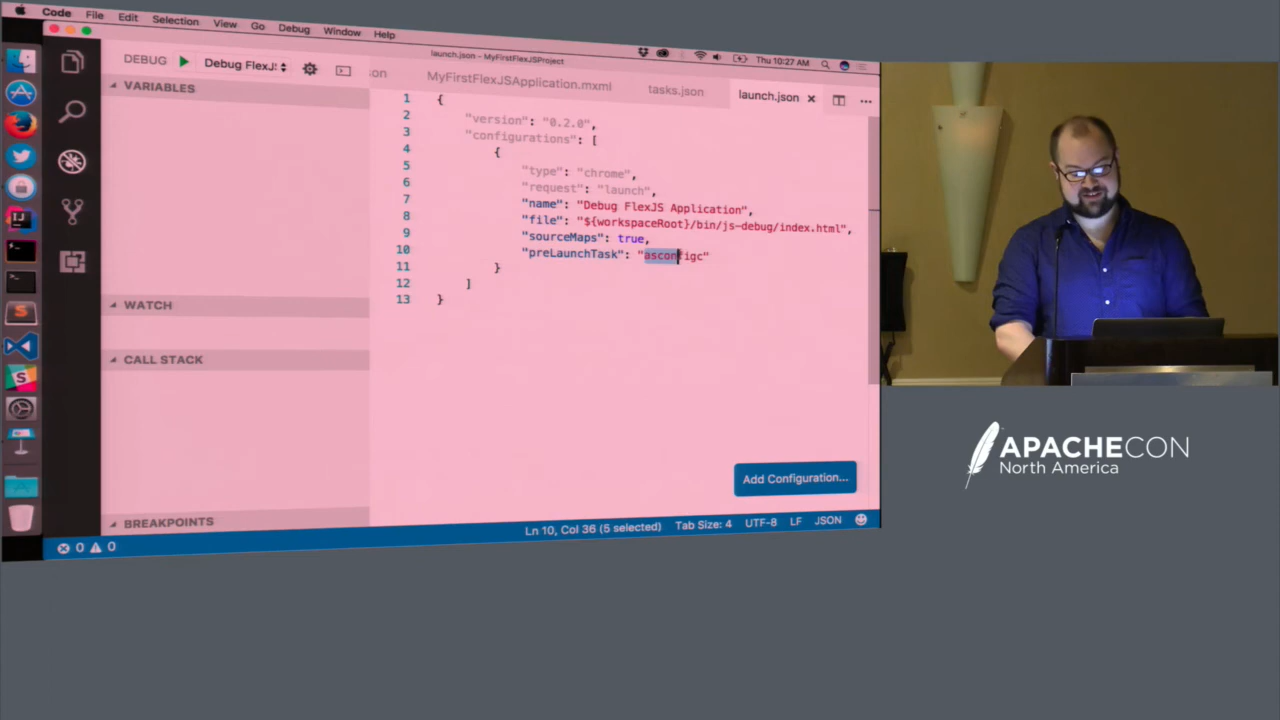 Code File Edit Selection View Go Debug Window Help
Thu 10:27 AM
launch.json - MyFirstFlexJSProject
DEBUG Debug FlexJ:
on MyFirstFlexJSApplication.mxml tasks.json launch.json × ...
VARIABLES
WATCH
CALL STACK
BREAKPOINTS
1 {
2 "version": "0.2.0",
3 "configurations": [
4 {
5 "type": "chrome",
6 "request": "launch",
7 "name": "Debug FlexJS Application",
8 "file": "${workspaceRoot}/bin/js-debug/index.html",
9 "sourceMaps": true,
10 "preLaunchTask": "asconfigc"
11 }
12 ]
13 }
Add Configuration...
0 0
Ln 10, Col 36 (5 selected) Tab Size: 4 UTF-8 LF JSON
APACHECON
North America